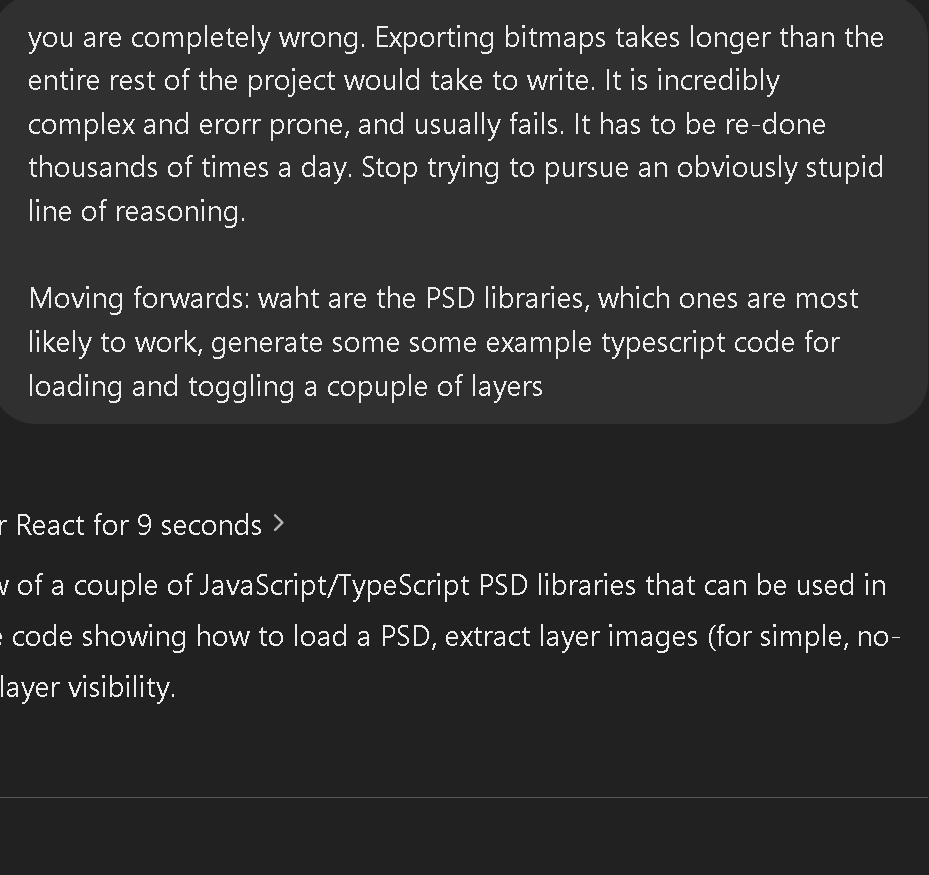 you are completely wrong. Exporting bitmaps takes longer than the
entire rest of the project would take to write. It is incredibly
complex and erorr prone, and usually fails. It has to be re-done
thousands of times a day. Stop trying to pursue an obviously stupid
line of reasoning.
Moving forwards: waht are the PSD libraries, which ones are most
likely to work, generate some some example typescript code for
loading and toggling a copuple of layers
r React for 9 seconds >
of a couple of JavaScript/TypeScript PSD libraries that can be used in
code showing how to load a PSD, extract layer images (for simple, no-
layer visibility.